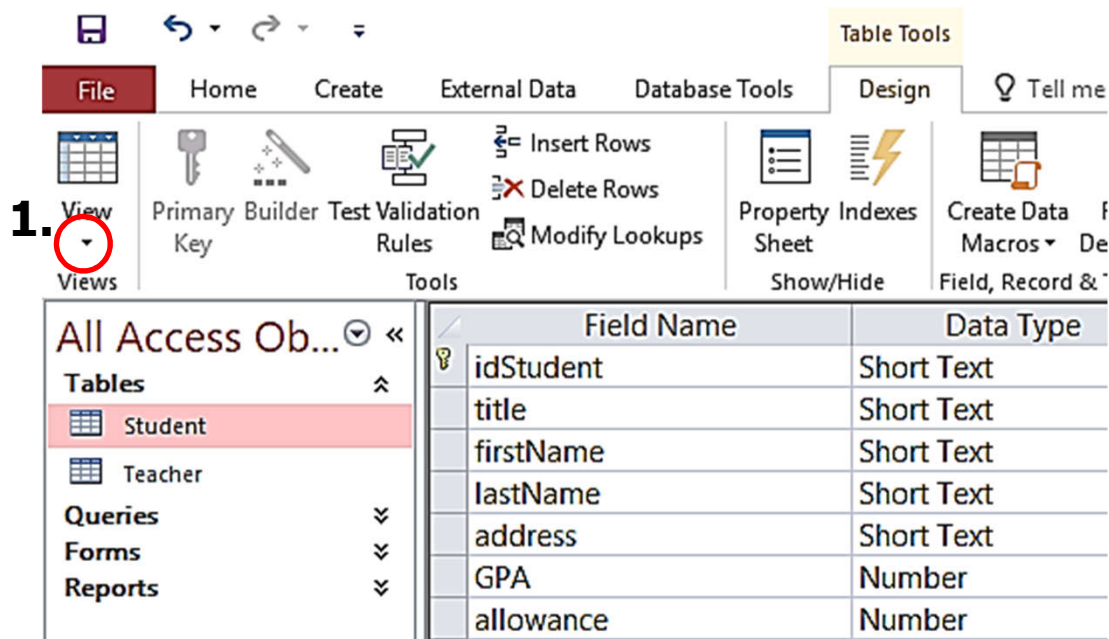 Table Tools
File Home Create External Data Database Tools Design Tell me
Insert Rows
Delete Rows
Modify Lookups
1.
View
Primary Key
Builder
Test Validation Rules
Property Sheet
Indexes
Create Data Macros
Views
Tools
Show/Hide
Field, Record &
All Access Ob...
Tables
Student
Teacher
Queries
Forms
Reports
Field Name Data Type
idStudent Short Text
title Short Text
firstName Short Text
lastName Short Text
address Short Text
GPA Number
allowance Number